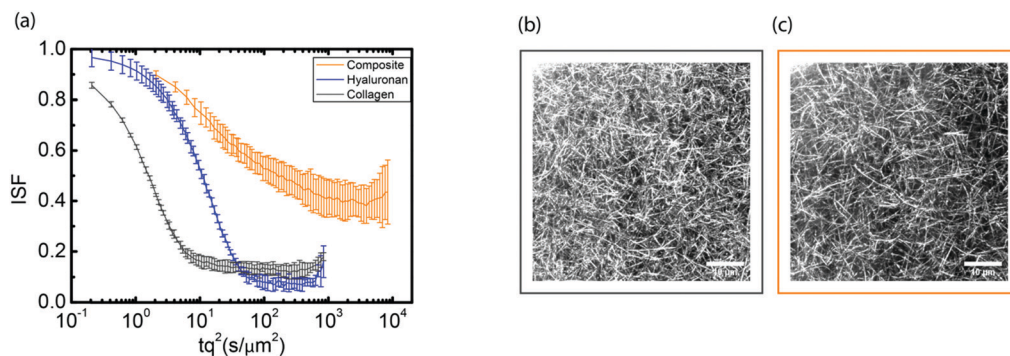 (a)
(b)
(c)
1.0
0.8
0.6
0.4
0.2
0.0
ISF
Composite
Hyaluronan
Collagen
10⁻¹ 10⁰ 10¹ 10² 10³ 10⁴
tq²(s/μm²)
10 μm
10 μm